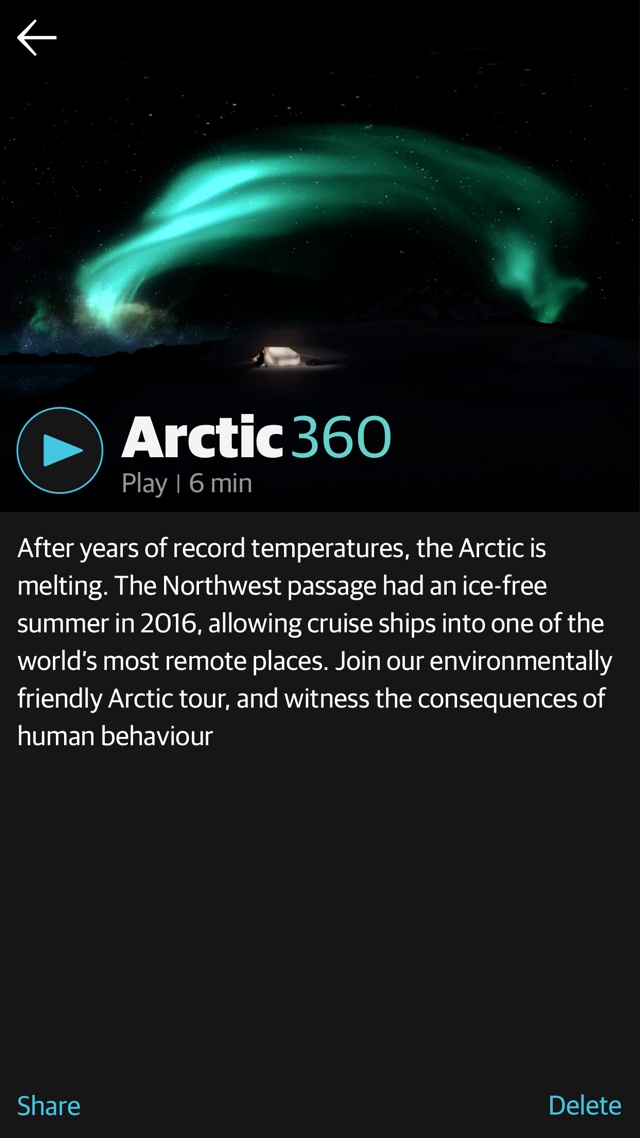 Arctic 360
Play | 6 min
After years of record temperatures, the Arctic is
melting. The Northwest passage had an ice-free
summer in 2016, allowing cruise ships into one of the
world's most remote places. Join our environmentally
friendly Arctic tour, and witness the consequences of
human behaviour
Share
Delete